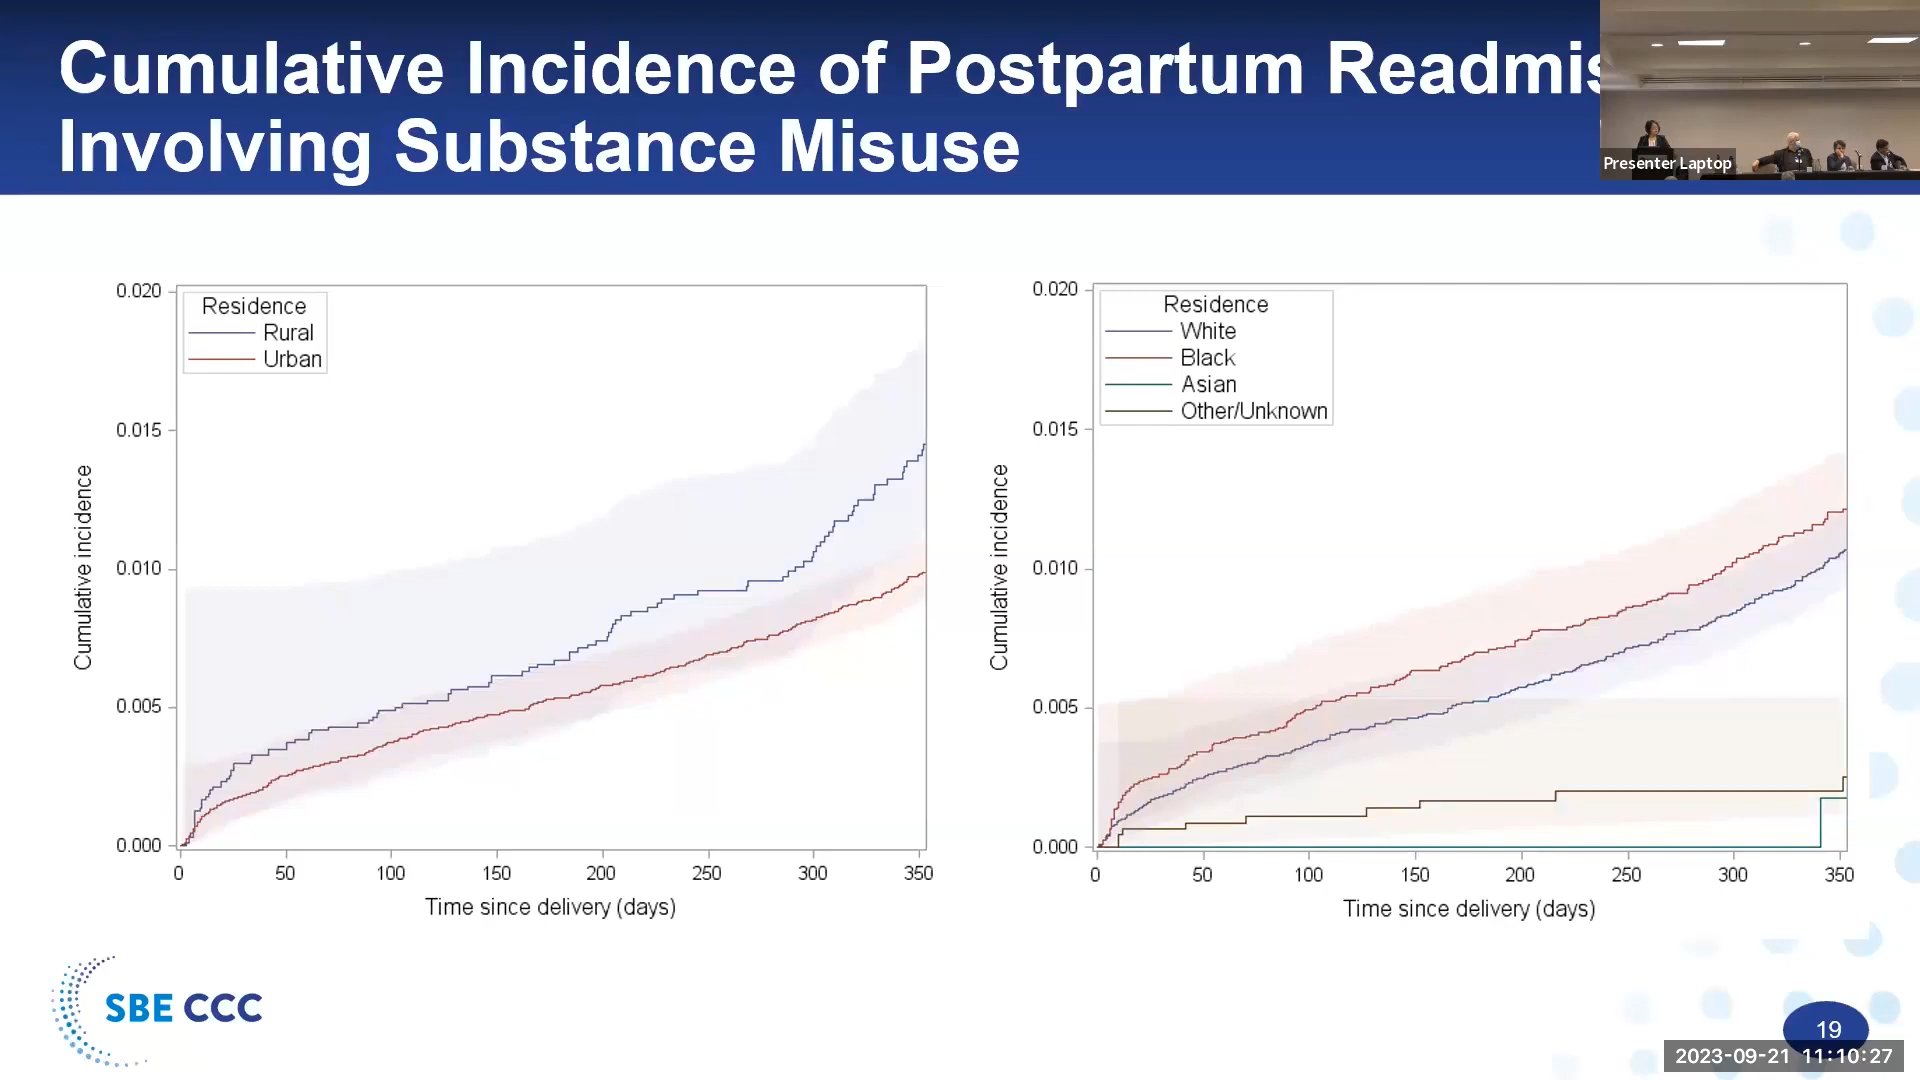 Cumulative Incidence of Postpartum Readmis
Involving Substance Misuse
Presenter Laptop
Residence
Rural
Urban
0.020
0.015
0.010
0.005
0.000
Cumulative incidence
0 50 100 150 200 250 300 350
Time since delivery (days)
Residence
White
Black
Asian
Other/Unknown
0.020
0.015
0.010
0.005
0.000
Cumulative incidence
0 50 100 150 200 250 300 350
Time since delivery (days)
SBE CCC
19
2023-09-21 11:10:27